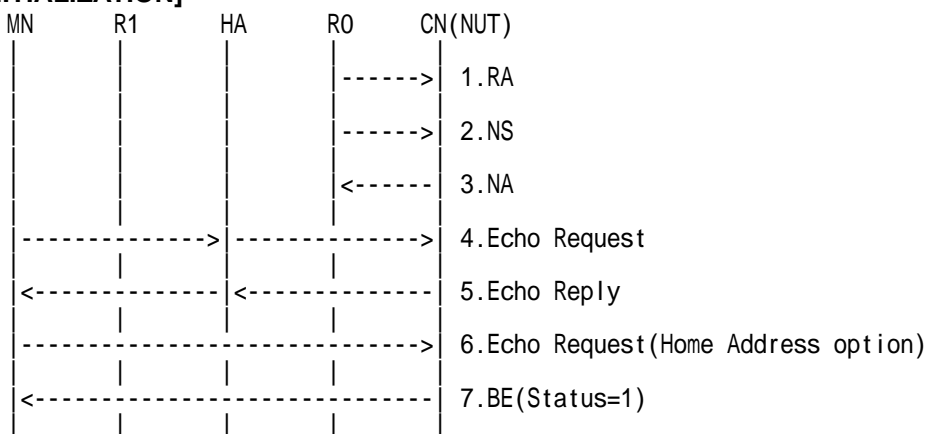 MN R1 HA R0 CN(NUT)
1.RA
2.NS
3.NA
4.Echo Request
5.Echo Reply
6.Echo Request(Home Address option)
7.BE(Status=1)